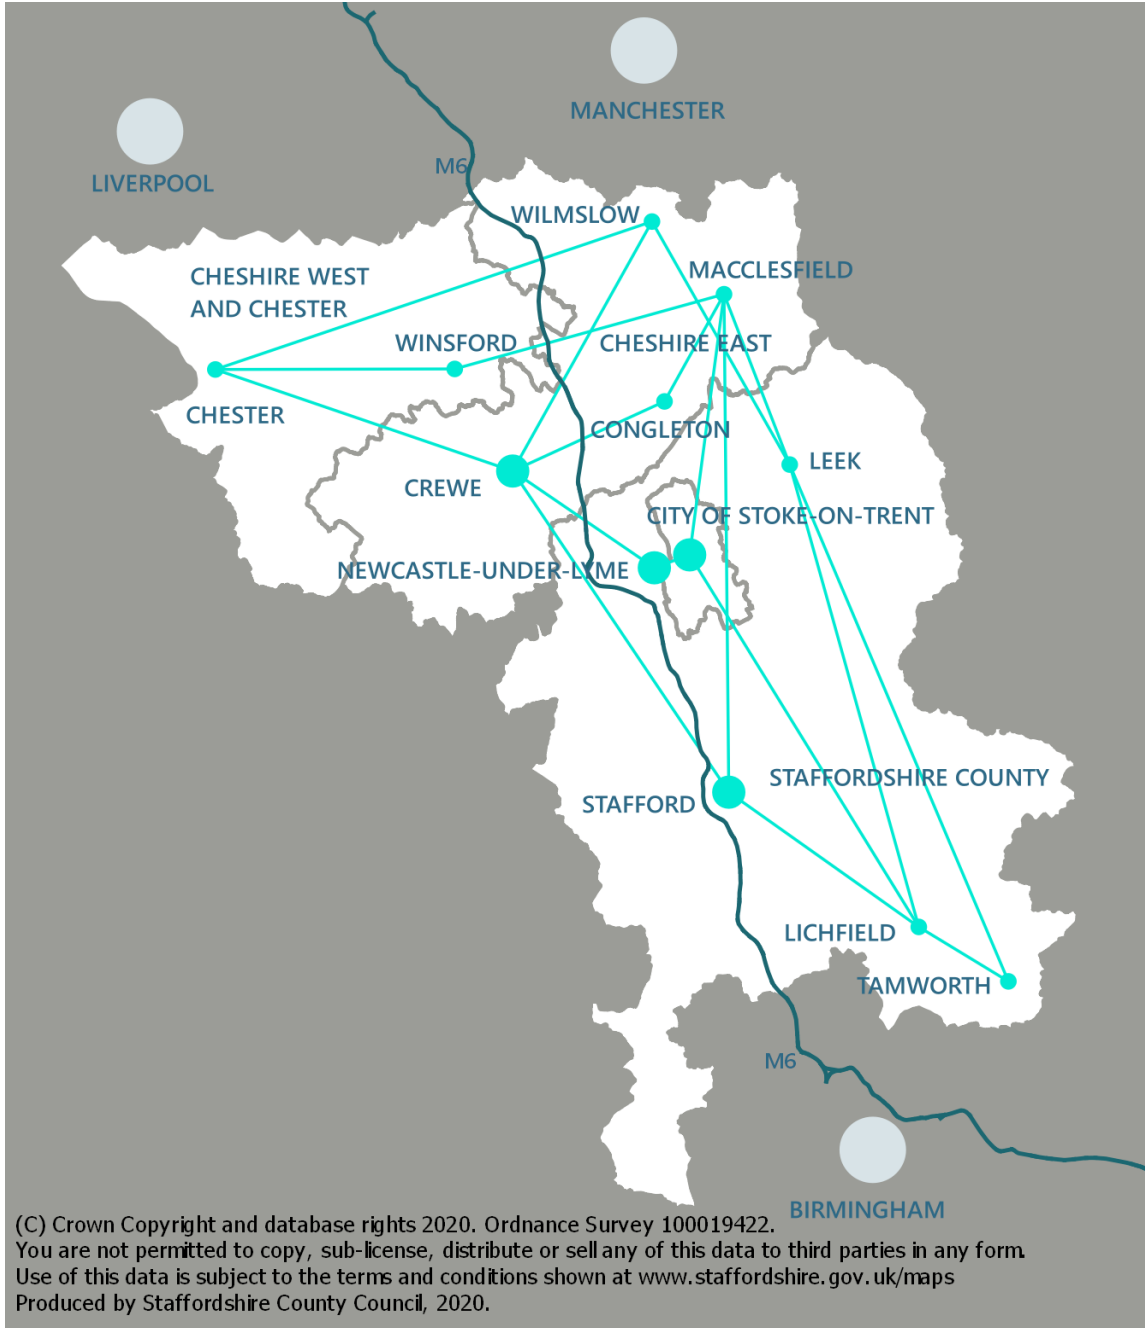 MANCHESTER
LIVERPOOL
M6
WILMSLOW
MACCLESFIELD
CHESHIRE WEST
AND CHESTER
WINSFORD
CHESHIRE EAST
CHESTER
CONGLETON
LEEK
CREWE
CITY OF STOKE-ON-TRENT
NEWCASTLE-UNDER-LYME
STAFFORDSHIRE COUNTY
STAFFORD
LICHFIELD
TAMWORTH
M6
BIRMINGHAM
(C) Crown Copyright and database rights 2020. Ordnance Survey 100019422.
You are not permitted to copy, sub-license, distribute or sell any of this data to third parties in any form.
Use of this data is subject to the terms and conditions shown at www.staffordshire.gov.uk/maps
Produced by Staffordshire County Council, 2020.